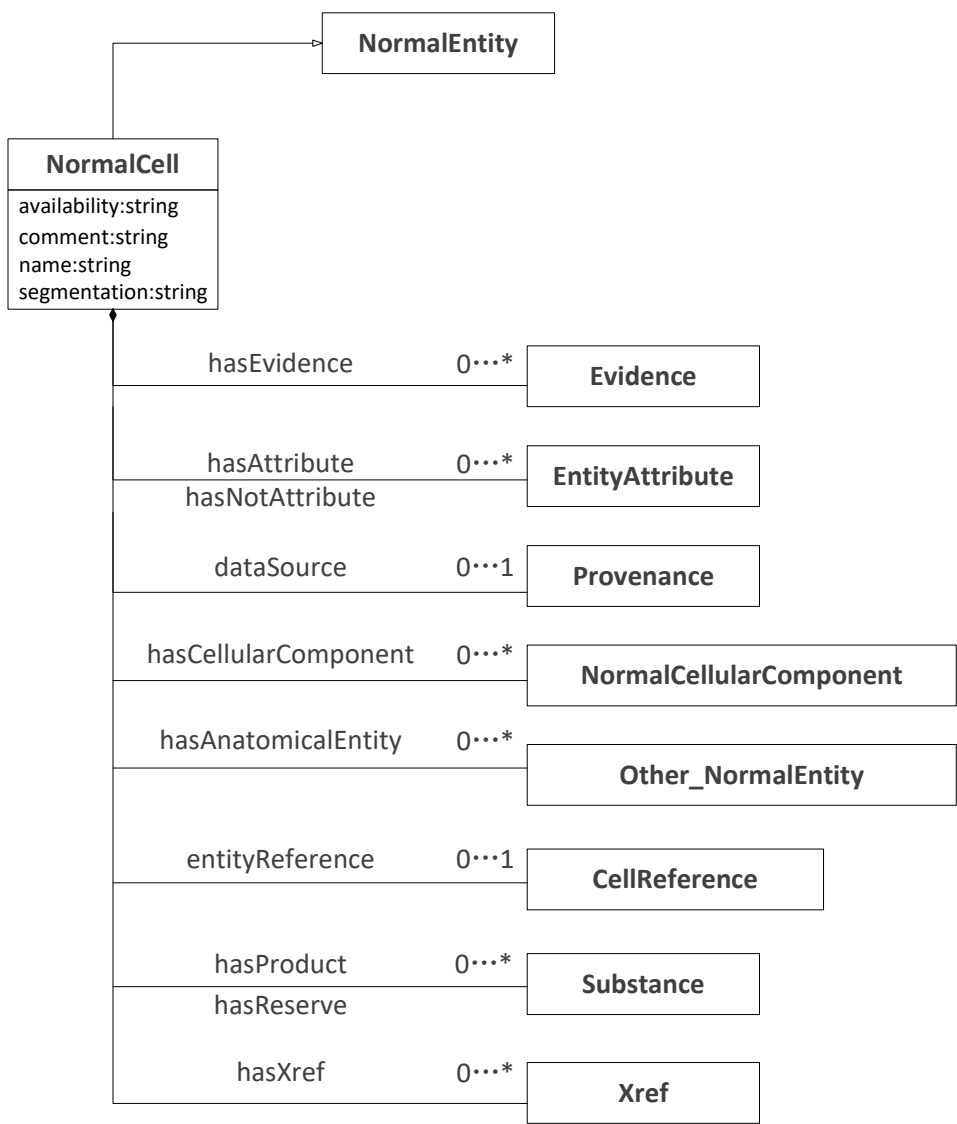 NormalEntity
NormalCell
availability:string
comment:string
name:string
segmentation:string
hasEvidence 0···*
Evidence
hasAttribute 0···*
EntityAttribute
hasNotAttribute
dataSource 0···1
Provenance
hasCellularComponent 0···*
NormalCellularComponent
hasAnatomicalEntity 0···*
Other_NormalEntity
entityReference 0···1
CellReference
hasProduct 0···*
Substance
hasReserve
hasXref 0···*
Xref